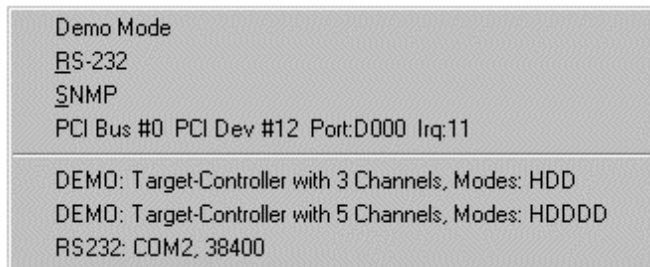 Demo Mode
RS-232
SNMP
PCI Bus #0 PCI Dev #12 Port:D000 Irq:11
DEMO: Target-Controller with 3 Channels, Modes: HDD
DEMO: Target-Controller with 5 Channels, Modes: HDDDD
RS232: COM2, 38400